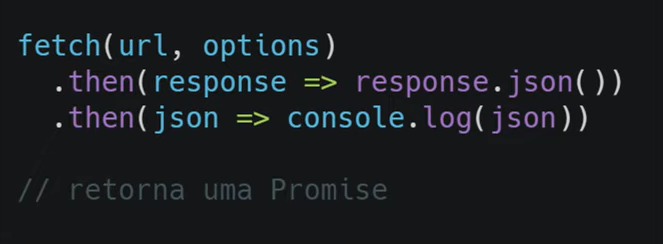 fetch(url, options)
.then(response => response.json())
.then(json => console.log(json))
// retorna uma Promise